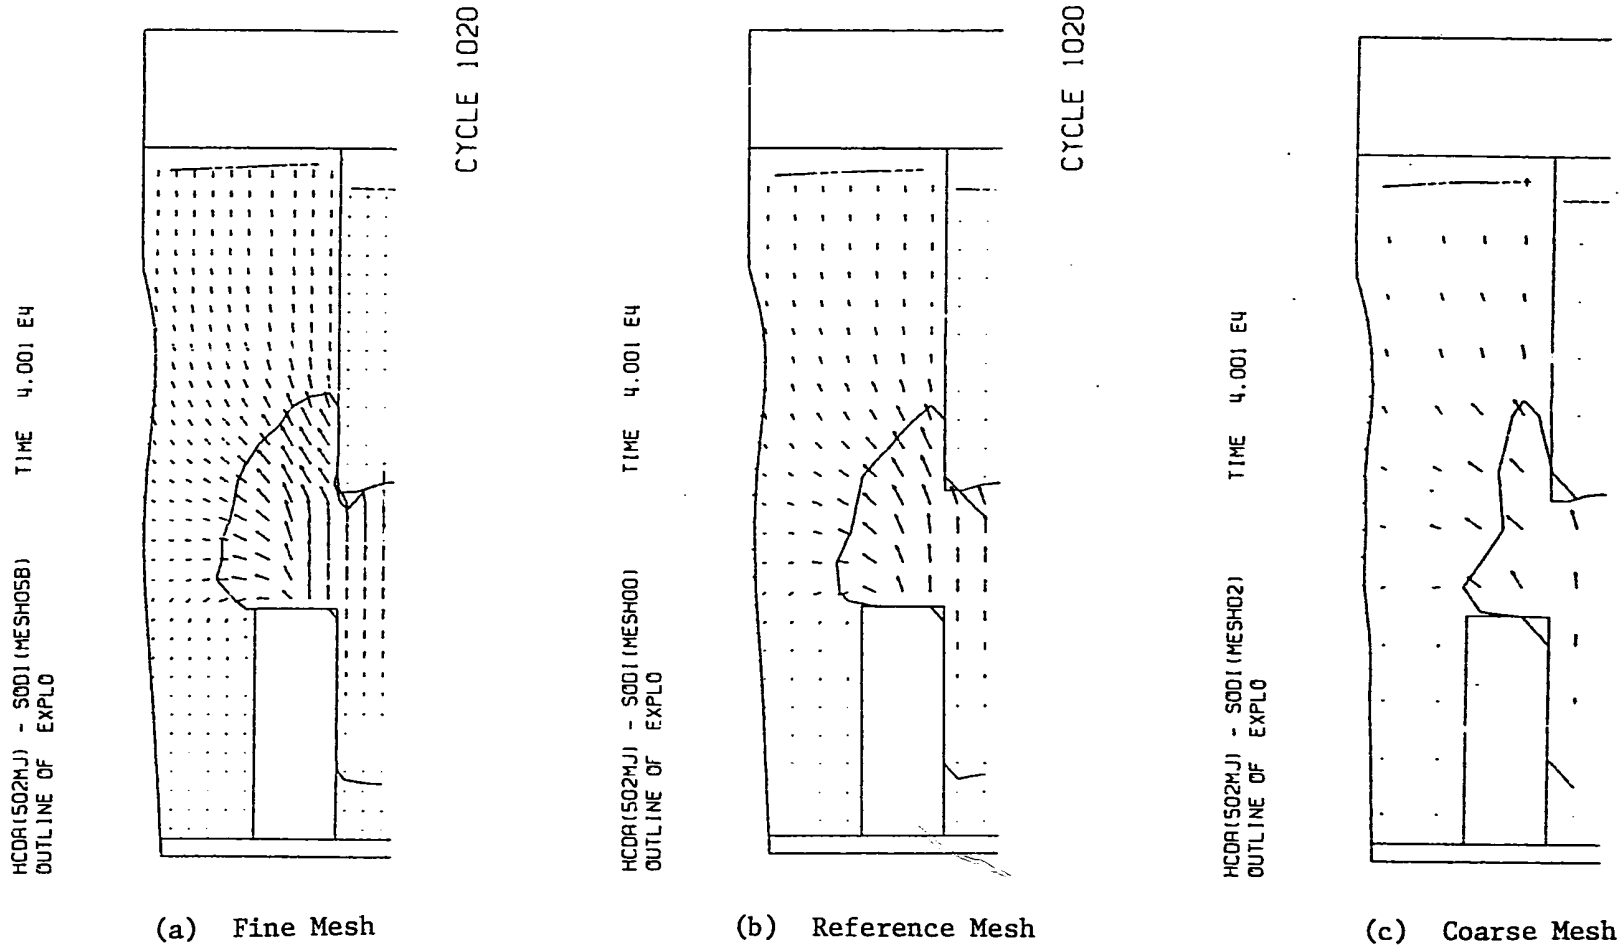 HCDA(502MJ) - SODI(MESH05B) TIME 4.001 E4 CYCLE 1020
OUTLINE OF EXPLO
(a) Fine Mesh
HCDA(502MJ) - SODI(MESH00) TIME 4.001 E4 CYCLE 1020
OUTLINE OF EXPLO
(b) Reference Mesh
HCDA(502MJ) - SODI(MESH02) TIME 4.001 E4
OUTLINE OF EXPLO
(c) Coarse Mesh